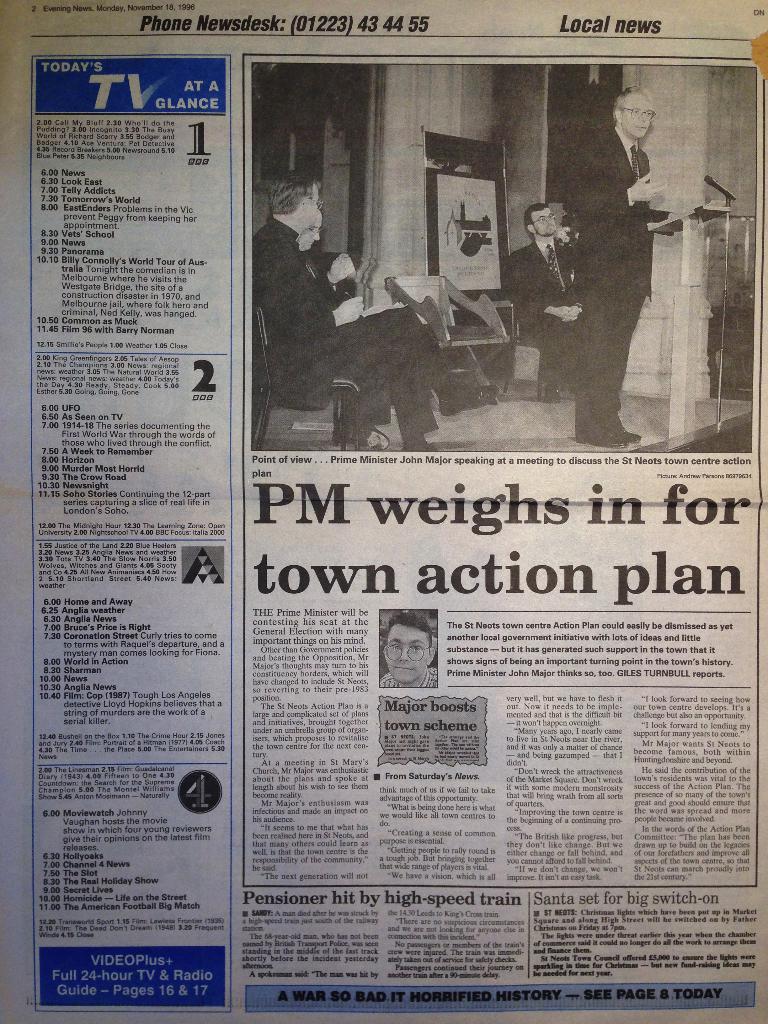 2 Evening News, Monday, November 18, 1996
DN
Phone Newsdesk: (01223) 43 44 55
Local news
TODAY'S
TV AT A
GLANCE
2.00 Call My Bluff 2.30 Who'll do the
Pudding? 3.00 Incognito 3.30 The Busy
World of Richard Scarry 3.55 Bodger and
Badger 4.10 Ace Ventura: Pet Detective
4.35 Record Breakers 5.00 Newsround 5.10
Blue Peter 5.35 Neighbours
1
BBC
6.00 News
6.30 Look East
7.00 Telly Addicts
7.30 Tomorrow's World
8.00 EastEnders Problems in the Vic
prevent Peggy from keeping her
appointment.
8.30 Vets' School
9.00 News
9.30 Panorama
10.10 Billy Connolly's World Tour of Aus-
tralia Tonight the comedian is in
Melbourne where he visits the
Westgate Bridge, the site of a
construction disaster in 1970, and
Melbourne jail, where folk hero and
criminal, Ned Kelly, was hanged.
10.50 Common as Muck
11.45 Film 96 with Barry Norman
12.15 Smillie's People 1.00 Weather 1.05 Close
2.00 King Greenfingers 2.05 Tales of Aesop
2.10 The Champions 3.00 News: regional
news: weather 3.05 The Natural World 3.55
News: regional news: weather 4.00 Today's
the Day 4.30 Ready, Steady, Cook 5.00
Esther 5.30 Going, Going, Gone
2
BBC
6.00 UFO
6.50 As Seen on TV
7.00 1914-18 The series documenting the
First World War through the words of
those who lived through the conflict.
7.50 A Week to Remember
8.00 Horizon
9.00 Murder Most Horrid
9.30 The Crow Road
10.30 Newsnight
11.15 Soho Stories Continuing the 12-part
series capturing a slice of real life in
London's Soho.
12.00 The Midnight Hour 12.30 The Learning Zone: Open
University 2.00 Nightschool TV 4.00 BBC Focus: Italia 2000
1.55 Justice of the Land 2.20 Blue Heelers
3.20 News 3.25 Anglia News and weather
3.30 Tots TV 3.40 The Slow Norris 3.50
Wolves, Witches and Giants 4.05 Sooty
and Co 4.25 All New Animaniacs 4.50 How
2 5.10 Shortland Street 5.40 News:
weather
6.00 Home and Away
6.25 Anglia weather
6.30 Anglia News
7.00 Bruce's Price is Right
7.30 Coronation Street Curly tries to come
to terms with Raquel's departure, and a
mystery man comes looking for Fiona.
8.00 World in Action
8.30 Sharman
10.00 News
10.30 Anglia News
10.40 Film: Cop (1987) Tough Los Angeles
detective Lloyd Hopkins believes that a
string of murders are the work of a
serial killer.
12.40 Bushell on the Box 1.10 The Crime Hour 2.15 Jones
and Jury 2.40 Film: Portrait of a Hitman (1977) 4.05 Coach
4.30 The Time . . . the Place 5.00 The Entertainers 5.30
News
2.00 The Linesman 2.15 Film: Guadalcanal
Diary (1943) 4.00 Fifteen to One 4.30
Countdown: the Search for the Supreme
Champion 5.00 The Montel Williams
Show 5.45 Anton Mosimann — Naturally
4
6.00 Moviewatch Johnny
Vaughan hosts the movie
show in which four young reviewers
give their opinions on the latest film
releases.
6.30 Hollyoaks
7.00 Channel 4 News
7.50 The Slot
8.00 The Real Holiday Show
9.00 Secret Lives
10.00 Homicide — Life on the Street
11.00 The American Football Big Match
12.20 Transworld Sport 1.15 Film: Lawless Frontier (1935)
2.10 Film: The Dead Don't Dream (1948) 3.20 Frequent
Winds 4.15 Close
VIDEOPlus+
Full 24-hour TV & Radio
Guide – Pages 16 & 17
Point of view . . . Prime Minister John Major speaking at a meeting to discuss the St Neots town centre action
plan
Picture: Andrew Parsons 86979634
PM weighs in for
town action plan
THE Prime Minister will be
contesting his seat at the
General Election with many
important things on his mind.
Other than Government policies
and beating the Opposition, Mr
Major's thoughts may turn to his
constituency borders, which will
have changed to include St Neots,
so reverting to their pre-1983
position.
The St Neots Action Plan is a
large and complicated set of plans
and initiatives, brought together
under an umbrella group of organ-
isers, which proposes to revitalise
the town centre for the next cen-
tury.
At a meeting in St Mary's
Church, Mr Major was enthusiastic
about the plans and spoke at
length about his wish to see them
become reality.
Mr Major's enthusiasm was
infectious and made an impact on
his audience.
"It seems to me that what has
been realised here in St Neots, and
that many others could learn as
well, is that the town centre is the
responsibility of the community,"
he said.
"The next generation will not
The St Neots town centre Action Plan could easily be dismissed as yet
another local government initiative with lots of ideas and little
substance — but it has generated such support in the town that it
shows signs of being an important turning point in the town's history.
Prime Minister John Major thinks so, too. GILES TURNBULL reports.
Major boosts
town scheme
■ From Saturday's News.
think much of us if we fail to take
advantage of this opportunity.
"What is being done here is what
we would like all town centres to
do.
"Creating a sense of common
purpose is essential.
"Getting people to rally round is
a tough job. But bringing together
that wide range of players is vital.
"We have a vision, which is all
very well, but we have to flesh it
out. Now it needs to be imple-
mented and that is the difficult bit
— it won't happen overnight.
"Many years ago, I nearly came
to live in St Neots near the river,
and it was only a matter of chance
— and being gazumped — that I
didn't.
"Don't wreck the attractiveness
of the Market Square. Don't wreck
it with some modern monstrosity
that will bring wrath from all sorts
of quarters.
"Improving the town centre is
the beginning of a continuing pro-
cess.
"The British like progress, but
they don't like change. But we
either change or fall behind, and
you cannot afford to fall behind.
"If we don't change, we won't
improve. It isn't an easy task.
"I look forward to seeing how
our town centre develops. It's a
challenge but also an opportunity.
"I look forward to lending my
support for many years to come."
Mr Major wants St Neots to
become famous, both within
Huntingdonshire and beyond.
He said the contribution of the
town's residents was vital to the
success of the Action Plan. The
presence of so many of the town's
great and good should ensure that
the word was spread and more
people became involved.
In the words of the Action Plan
Committee: "The plan has been
drawn up to build on the legacies
of our forefathers and improve all
aspects of the town centre, so that
St Neots can march proudly into
the 21st century."
Pensioner hit by high-speed train
■ SANDY: A man died after he was struck by
a high-speed train just south of the railway
station.
The 68-year-old man, who has not been
named by British Transport Police, was seen
standing in the middle of the fast track
shortly before the incident yesterday
afternoon.
A spokesman said: "The man was hit by
the 14.30 Leeds to King's Cross train.
"There are no suspicious circumstances
and we are not looking for anyone else in
connection with this incident."
No passengers or members of the train's
crew were injured. The train was immedi-
ately taken out of service for safety checks.
Passengers continued their journey on
another train after a 90-minute delay.
Santa set for big switch-on
■ ST NEOTS: Christmas lights which have been put up in Market
Square and along High Street will be switched on by Father
Christmas on Friday at 7pm.
The lights were under threat earlier this year when the chamber
of commerce said it could no longer do all the work to arrange them
and finance them.
St Neots Town Council offered £5,000 to ensure the lights were
sparkling in time for Christmas — but new fund-raising ideas may
be needed for next year.
A WAR SO BAD IT HORRIFIED HISTORY — SEE PAGE 8 TODAY